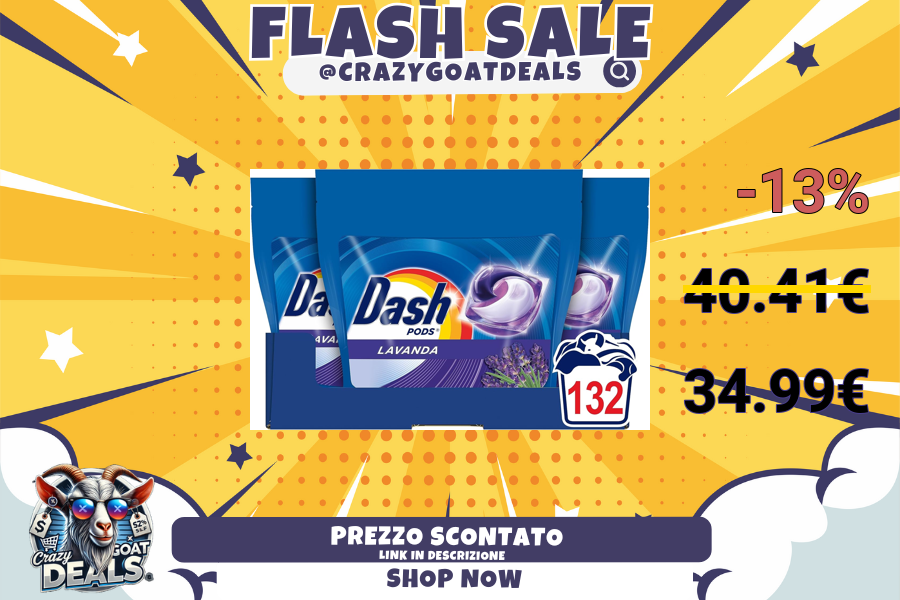 FLASH SALE
@CRAZYGOATDEALS
-13%
40.41€
34.99€
Dash
PODS
LAVANDA
132
Da
Crazy
GOAT
DEALS
$
PREZZO SCONTATO
LINK IN DESCRIZIONE
SHOP NOW